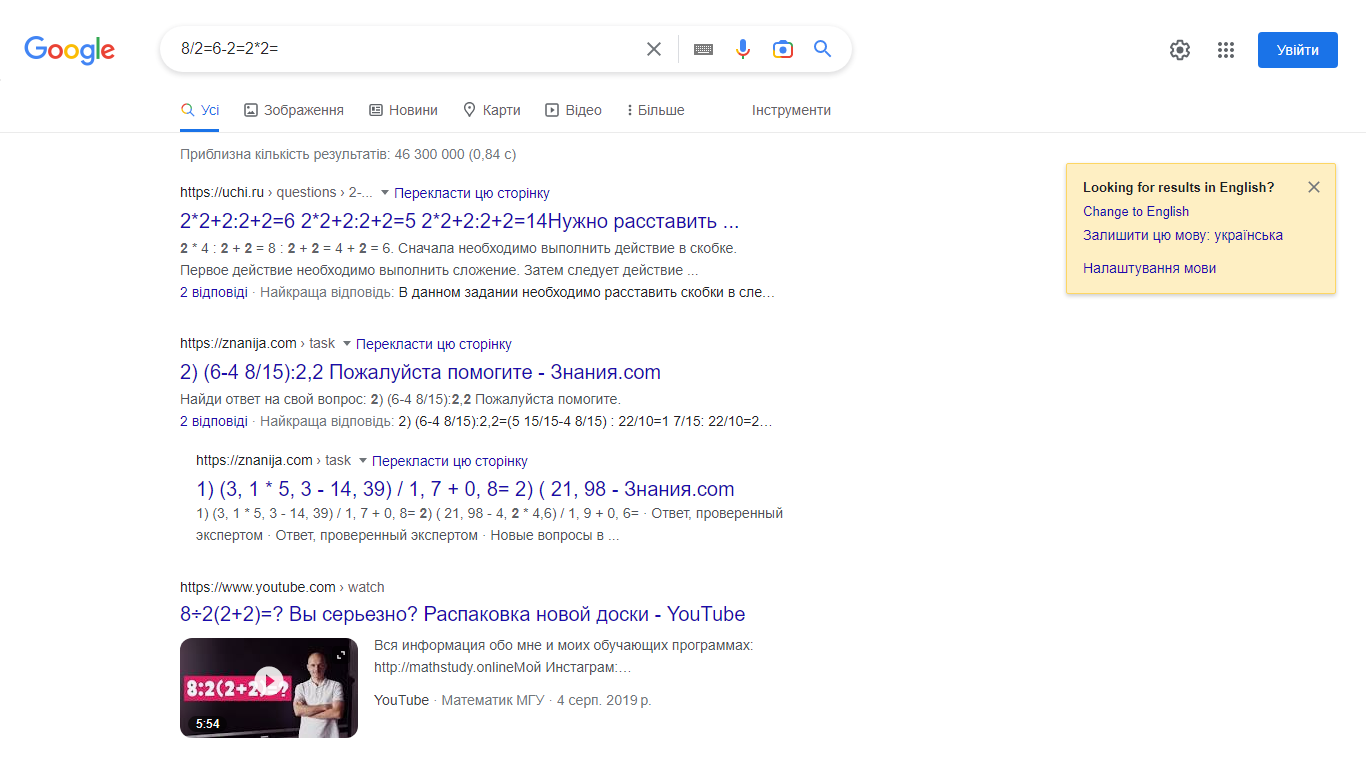 Google
8/2=6-2=2*2=
Увійти
Усі
Зображення
Новини
Карти
Відео
Більше
Інструменти
Приблизна кількість результатів: 46 300 000 (0,84 с)
Looking for results in English?
Change to English
Залишити цю мову: українська
Налаштування мови
https://uchi.ru › questions › 2-... Перекласти цю сторінку
2*2+2:2+2=6 2*2+2:2+2=5 2*2+2:2+2=14Нужно расставить ...
2 * 4 : 2 + 2 = 8 : 2 + 2 = 4 + 2 = 6. Сначала необходимо выполнить действие в скобке.
Первое действие необходимо выполнить сложение. Затем следует действие ...
2 відповіді · Найкраща відповідь: В данном задании необходимо расставить скобки в сле…
https://znanija.com › task Перекласти цю сторінку
2) (6-4 8/15):2,2 Пожалуйста помогите - Знания.com
Найди ответ на свой вопрос: 2) (6-4 8/15):2,2 Пожалуйста помогите.
2 відповіді · Найкраща відповідь: 2) (6-4 8/15):2,2=(5 15/15-4 8/15) : 22/10=1 7/15: 22/10=2…
https://znanija.com › task Перекласти цю сторінку
1) (3, 1 * 5, 3 - 14, 39) / 1, 7 + 0, 8= 2) ( 21, 98 - Знания.com
1) (3, 1 * 5, 3 - 14, 39) / 1, 7 + 0, 8= 2) ( 21, 98 - 4, 2 * 4,6) / 1, 9 + 0, 6= · Ответ, проверенный
экспертом · Ответ, проверенный экспертом · Новые вопросы в ...
https://www.youtube.com › watch
8÷2(2+2)=? Вы серьезно? Распаковка новой доски - YouTube
8:2(2+2)=?
5:54
Вся информация обо мне и моих обучающих программах:
http://mathstudy.onlineМой Инстаграм:…
YouTube · Математик МГУ · 4 серп. 2019 р.